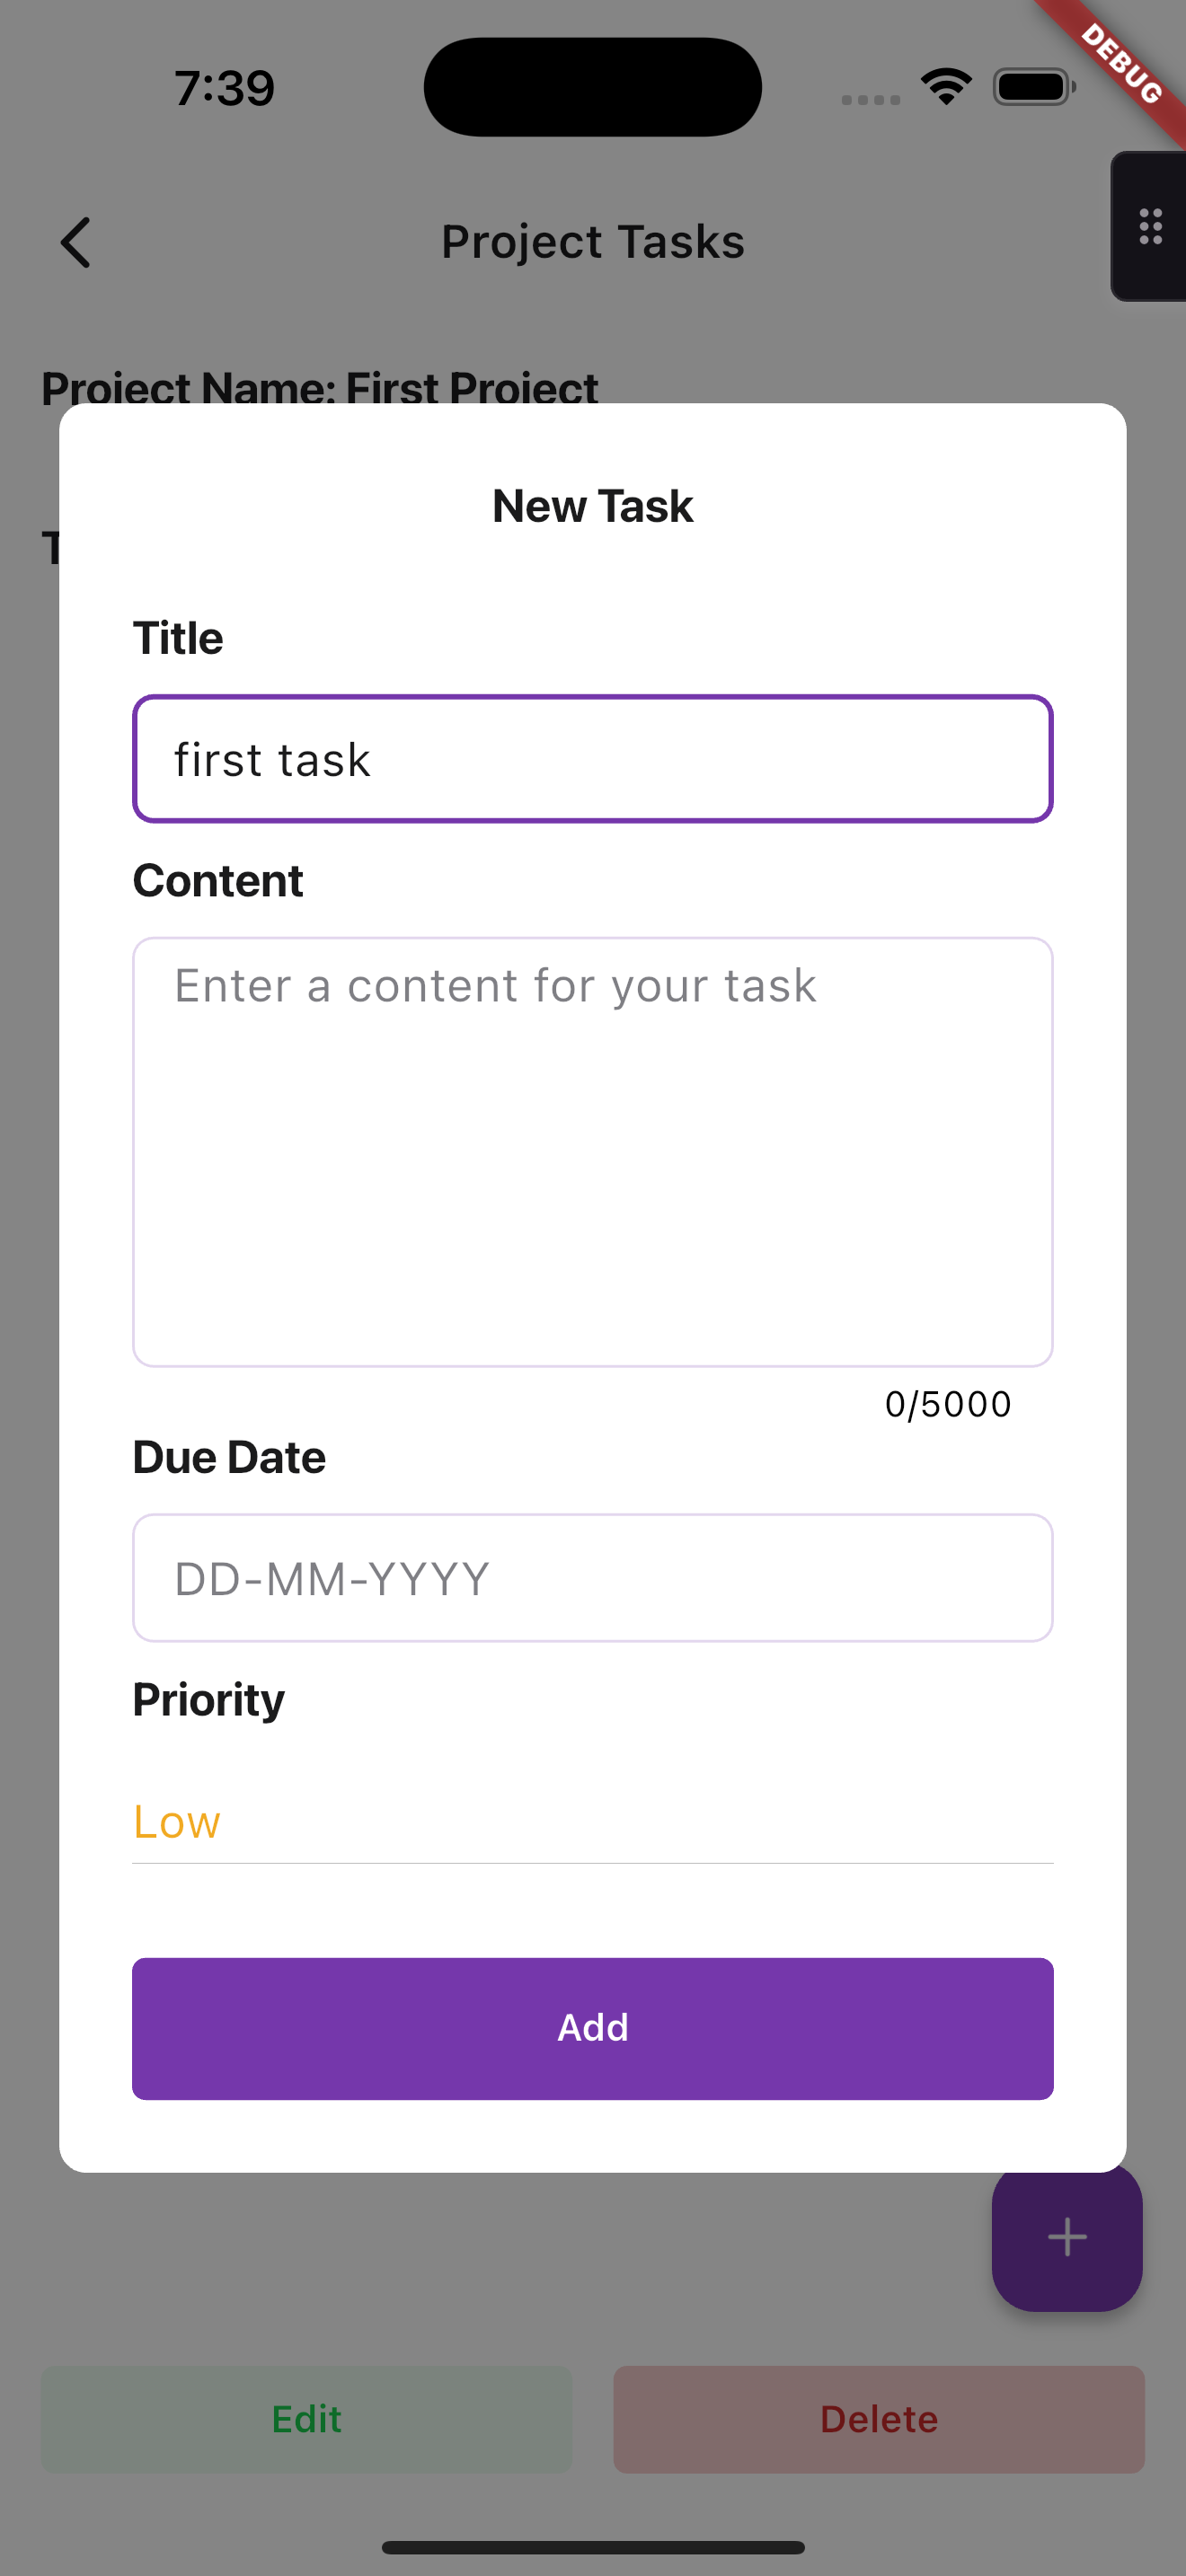 7:39
DEBUG
Project Tasks
Project Name: First Project
T
New Task
Title
first task
Content
Enter a content for your task
0/5000
Due Date
DD-MM-YYYY
Priority
Low
Add
Edit
Delete